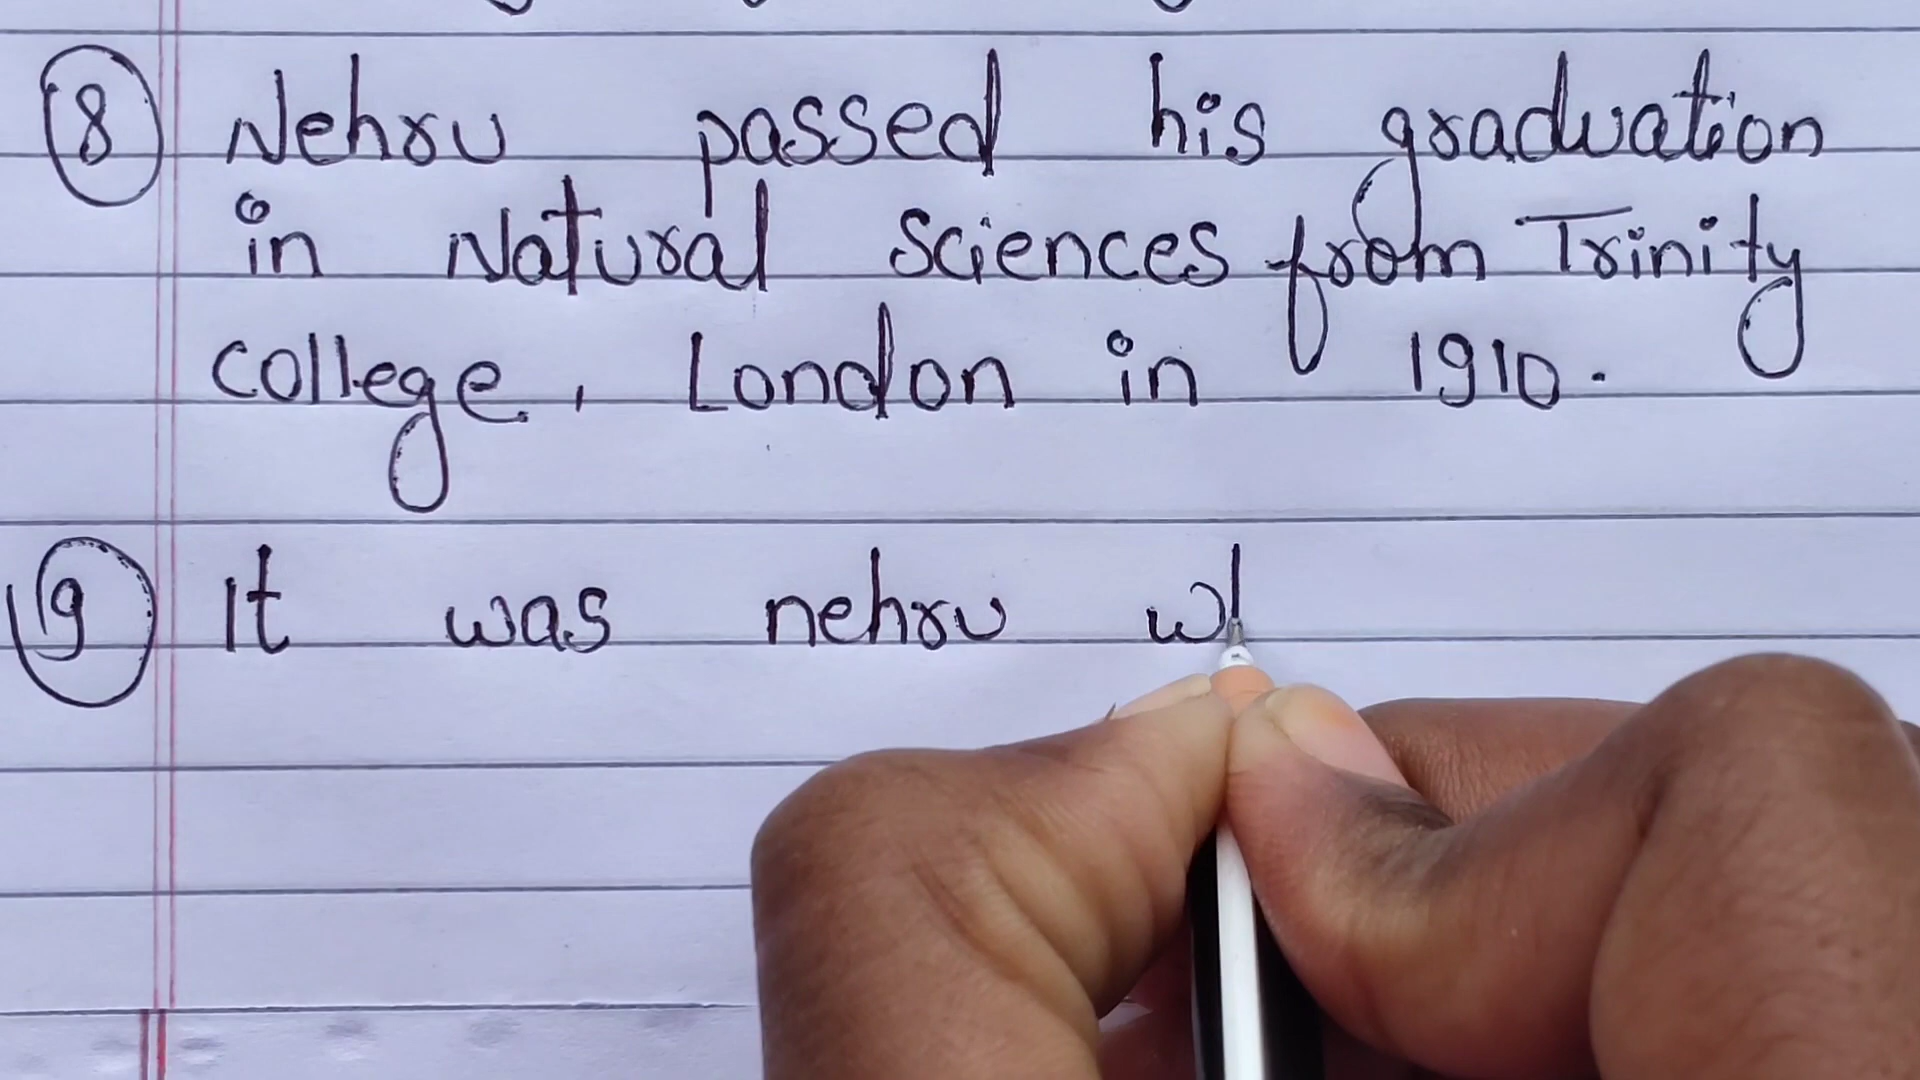 8 Nehru passed his graduation
in Natural Sciences from Trinity
college, London in 1910.
9 It was nehru